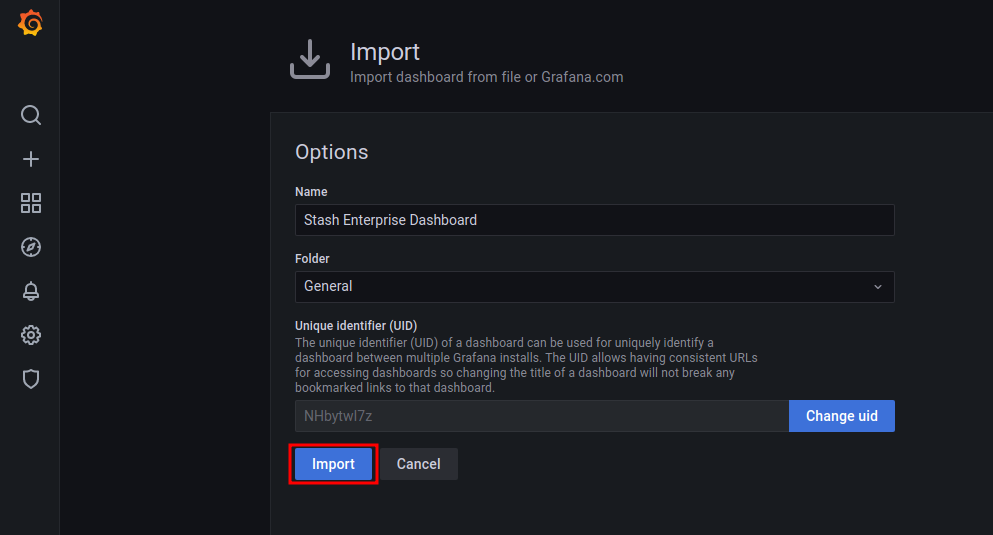 Import
Import dashboard from file or Grafana.com
Options
Name
Stash Enterprise Dashboard
Folder
General
Unique identifier (UID)
The unique identifier (UID) of a dashboard can be used for uniquely identify a
dashboard between multiple Grafana installs. The UID allows having consistent URLs
for accessing dashboards so changing the title of a dashboard will not break any
bookmarked links to that dashboard.
NHbytwl7z
Change uid
Import
Cancel